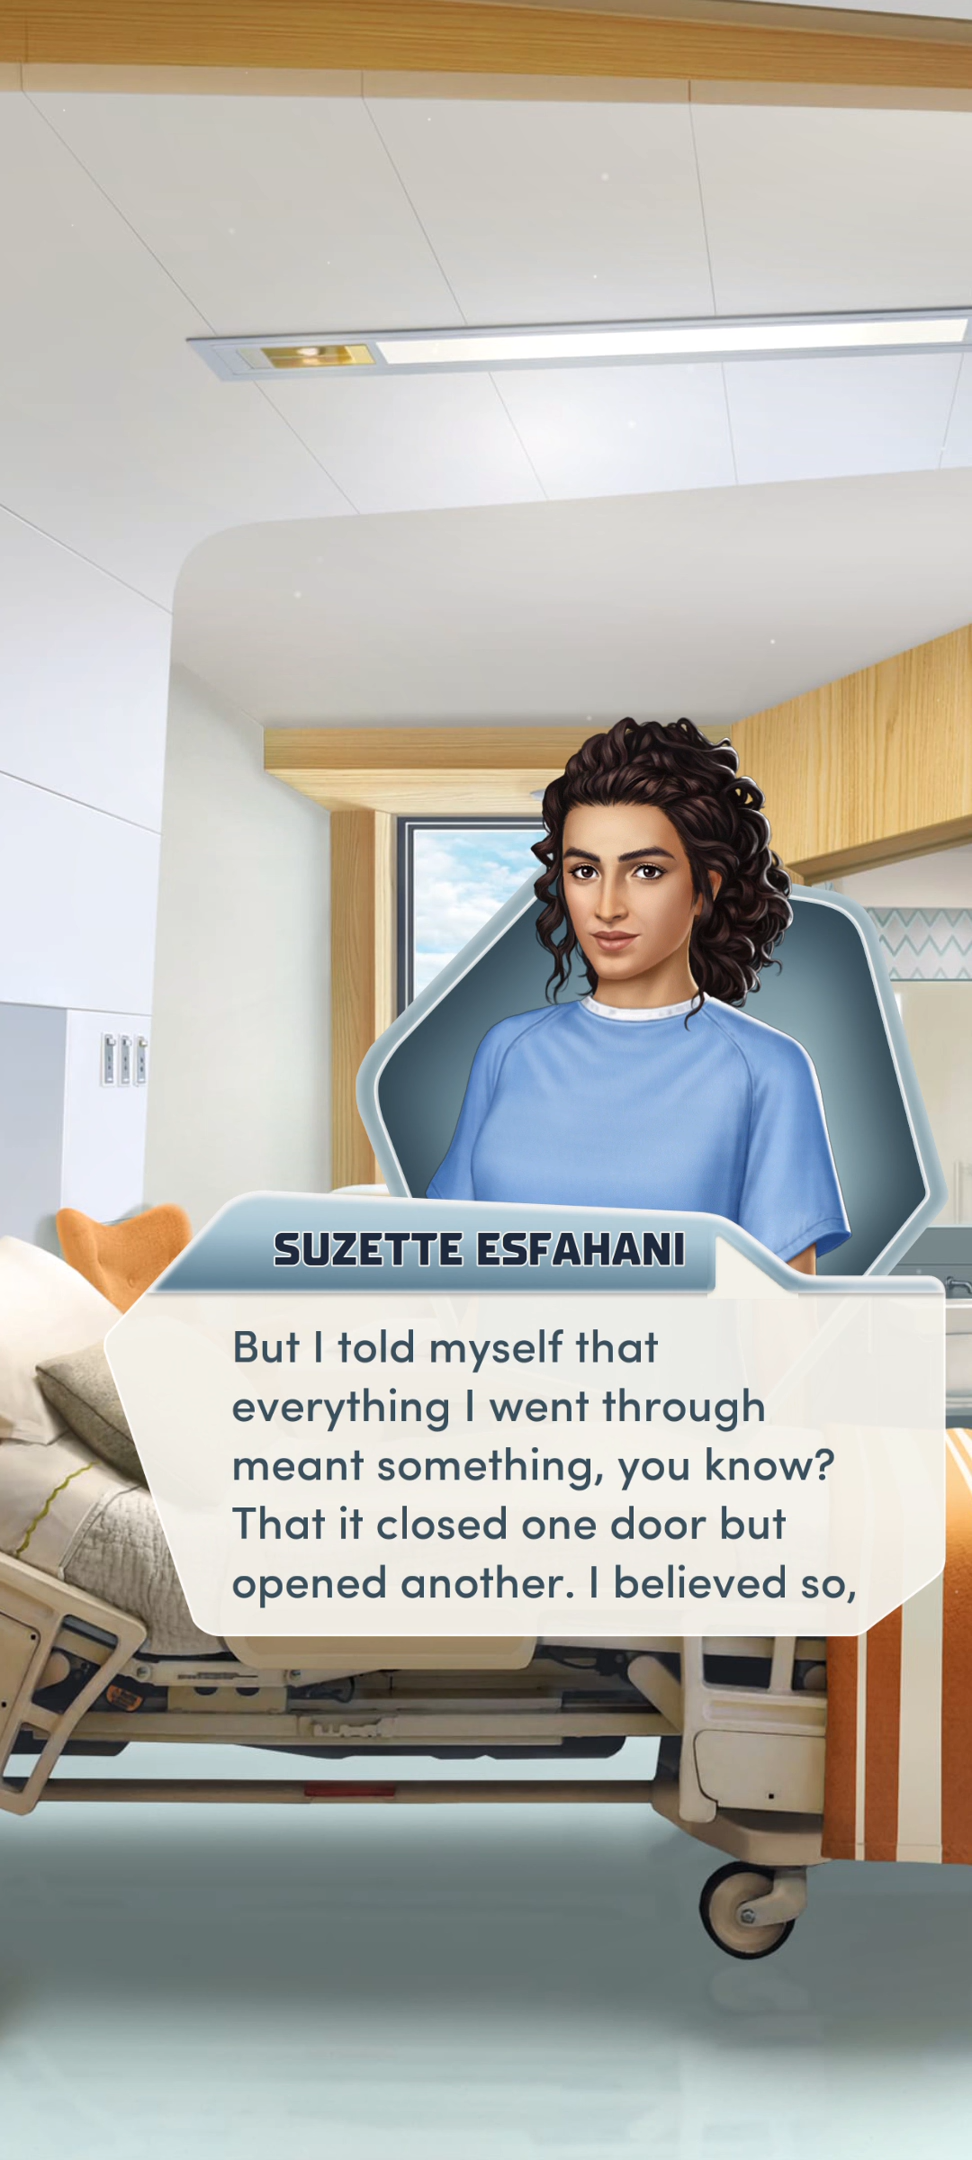 SUZETTE ESFAHANI
But I told myself that
everything I went through
meant something, you know?
That it closed one door but
opened another. I believed so,